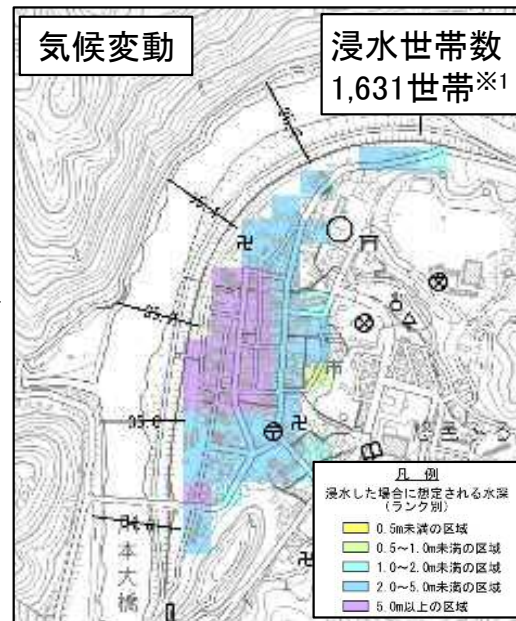 気候変動
浸水世帯数
1,631世帯※1
凡 例
浸水した場合に想定される水深
(ランク別)
0.5m未満の区域
0.5～1.0m未満の区域
1.0～2.0m未満の区域
2.0～5.0m未満の区域
5.0m以上の区域
本大橋